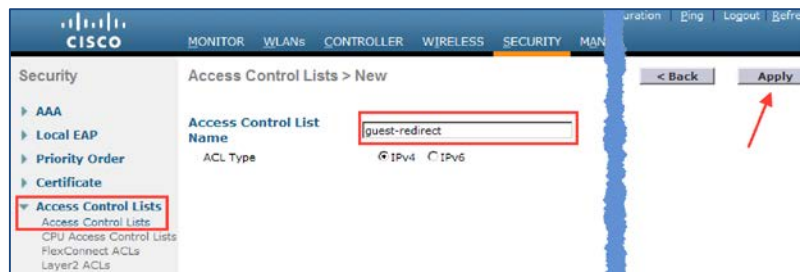 uration Ping Logout Refre
CISCO
MONITOR WLANs CONTROLLER WIRELESS SECURITY MAN
Security
Access Control Lists > New
< Back Apply
AAA
Local EAP
Priority Order
Certificate
Access Control Lists
Access Control Lists
CPU Access Control Lists
FlexConnect ACLs
Layer2 ACLs
Access Control List
Name
guest-redirect
ACL Type IPv4 IPv6